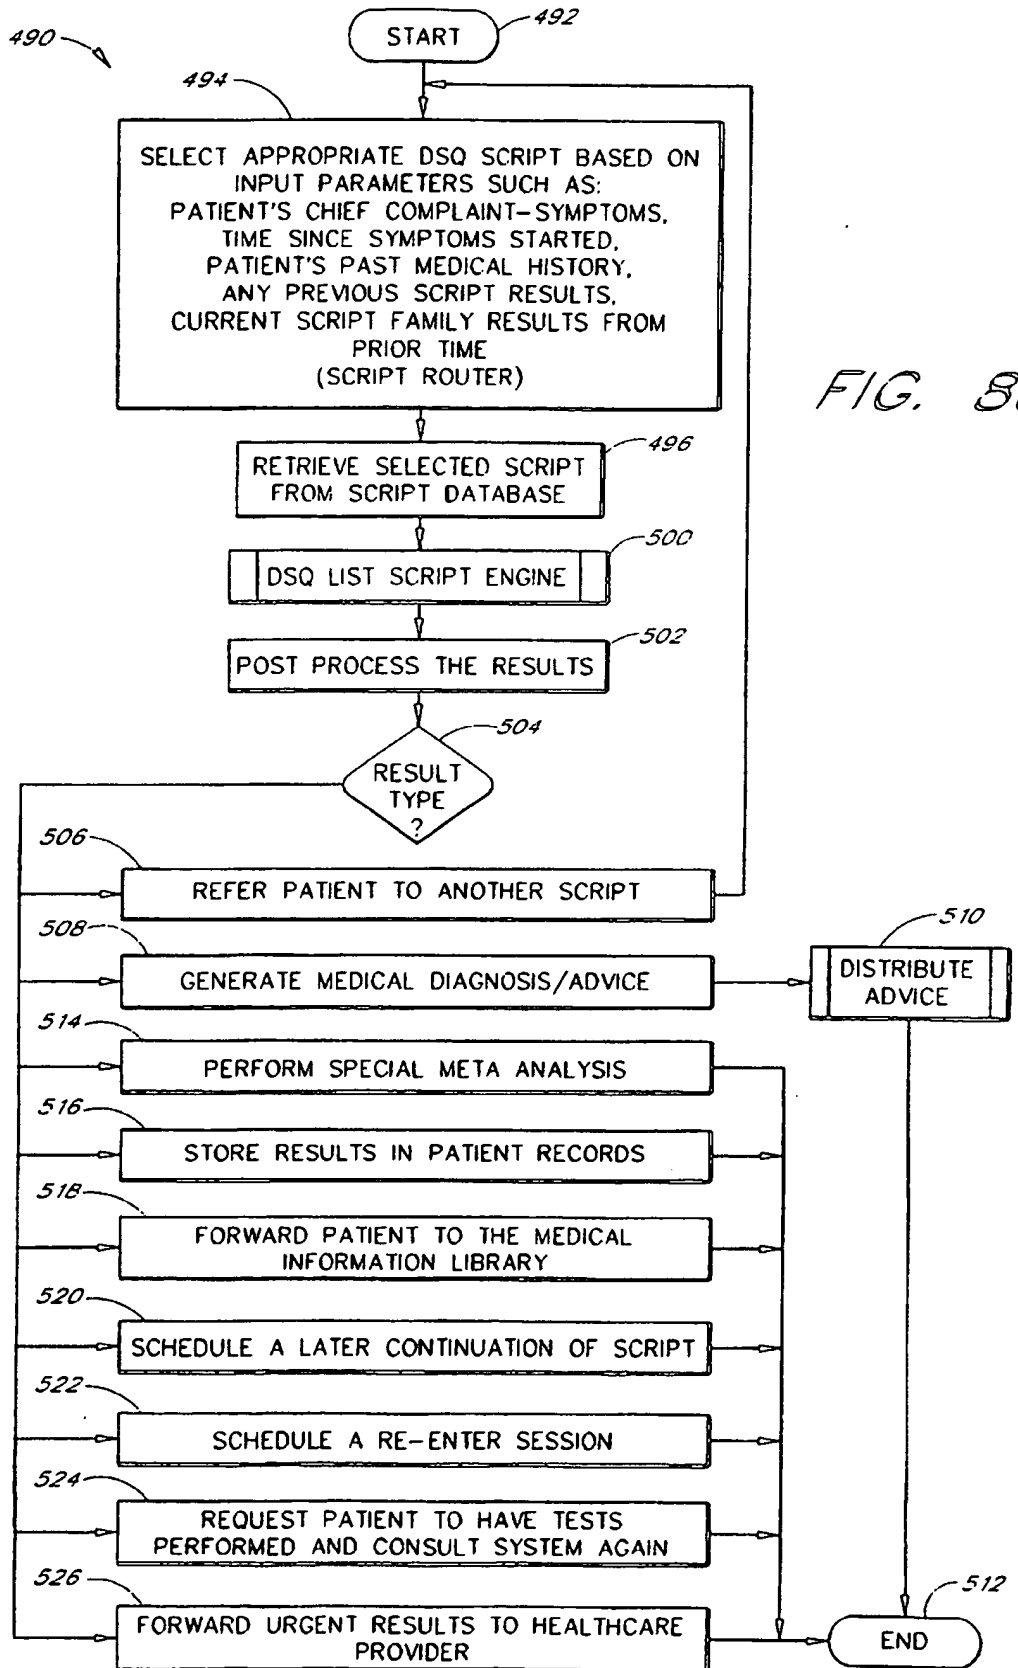 490
START
492
494
SELECT APPROPRIATE DSQ SCRIPT BASED ON
INPUT PARAMETERS SUCH AS:
PATIENT'S CHIEF COMPLAINT-SYMPTOMS,
TIME SINCE SYMPTOMS STARTED,
PATIENT'S PAST MEDICAL HISTORY,
ANY PREVIOUS SCRIPT RESULTS,
CURRENT SCRIPT FAMILY RESULTS FROM
PRIOR TIME
(SCRIPT ROUTER)
FIG. 8
496
RETRIEVE SELECTED SCRIPT
FROM SCRIPT DATABASE
500
DSQ LIST SCRIPT ENGINE
502
POST PROCESS THE RESULTS
504
RESULT
TYPE
?
506
REFER PATIENT TO ANOTHER SCRIPT
508
GENERATE MEDICAL DIAGNOSIS/ADVICE
510
DISTRIBUTE
ADVICE
514
PERFORM SPECIAL META ANALYSIS
516
STORE RESULTS IN PATIENT RECORDS
518
FORWARD PATIENT TO THE MEDICAL
INFORMATION LIBRARY
520
SCHEDULE A LATER CONTINUATION OF SCRIPT
522
SCHEDULE A RE-ENTER SESSION
524
REQUEST PATIENT TO HAVE TESTS
PERFORMED AND CONSULT SYSTEM AGAIN
526
FORWARD URGENT RESULTS TO HEALTHCARE
PROVIDER
512
END